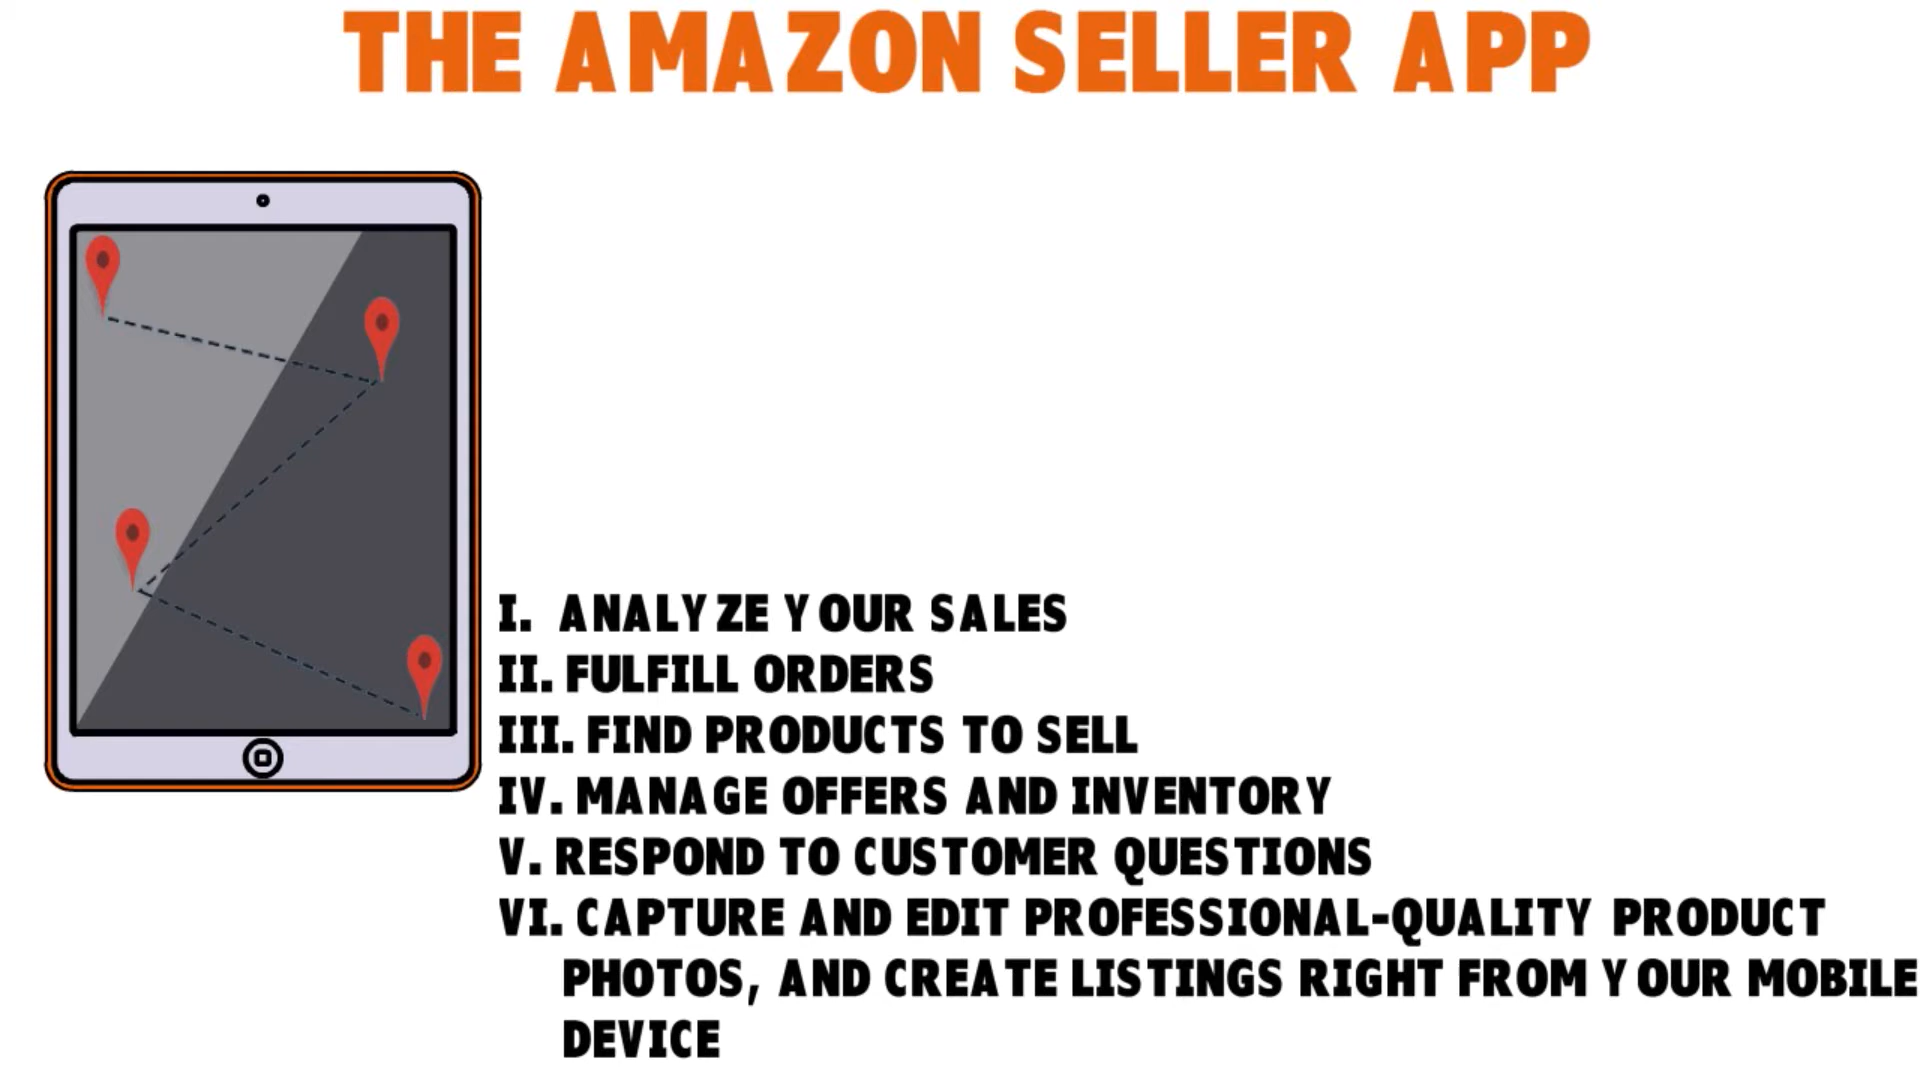 THE AMAZON SELLER APP
I. ANALYZE YOUR SALES
II. FULFILL ORDERS
III. FIND PRODUCTS TO SELL
IV. MANAGE OFFERS AND INVENTORY
V. RESPOND TO CUSTOMER QUESTIONS
VI. CAPTURE AND EDIT PROFESSIONAL-QUALITY PRODUCT
PHOTOS, AND CREATE LISTINGS RIGHT FROM YOUR MOBILE
DEVICE